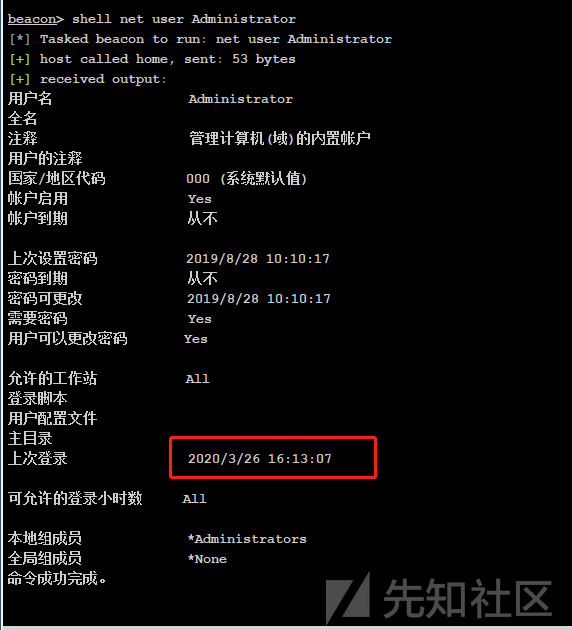 beacon> shell net user Administrator
[*] Tasked beacon to run: net user Administrator
[+] host called home, sent: 53 bytes
[+] received output:
用户名 Administrator
全名
注释 管理计算机(域)的内置帐户
用户的注释
国家/地区代码 000 (系统默认值)
帐户启用 Yes
帐户到期 从不
上次设置密码 2019/8/28 10:10:17
密码到期 从不
密码可更改 2019/8/28 10:10:17
需要密码 Yes
用户可以更改密码 Yes
允许的工作站 All
登录脚本
用户配置文件
主目录
上次登录 2020/3/26 16:13:07
可允许的登录小时数 All
本地组成员 *Administrators
全局组成员 *None
命令成功完成。
先知社区